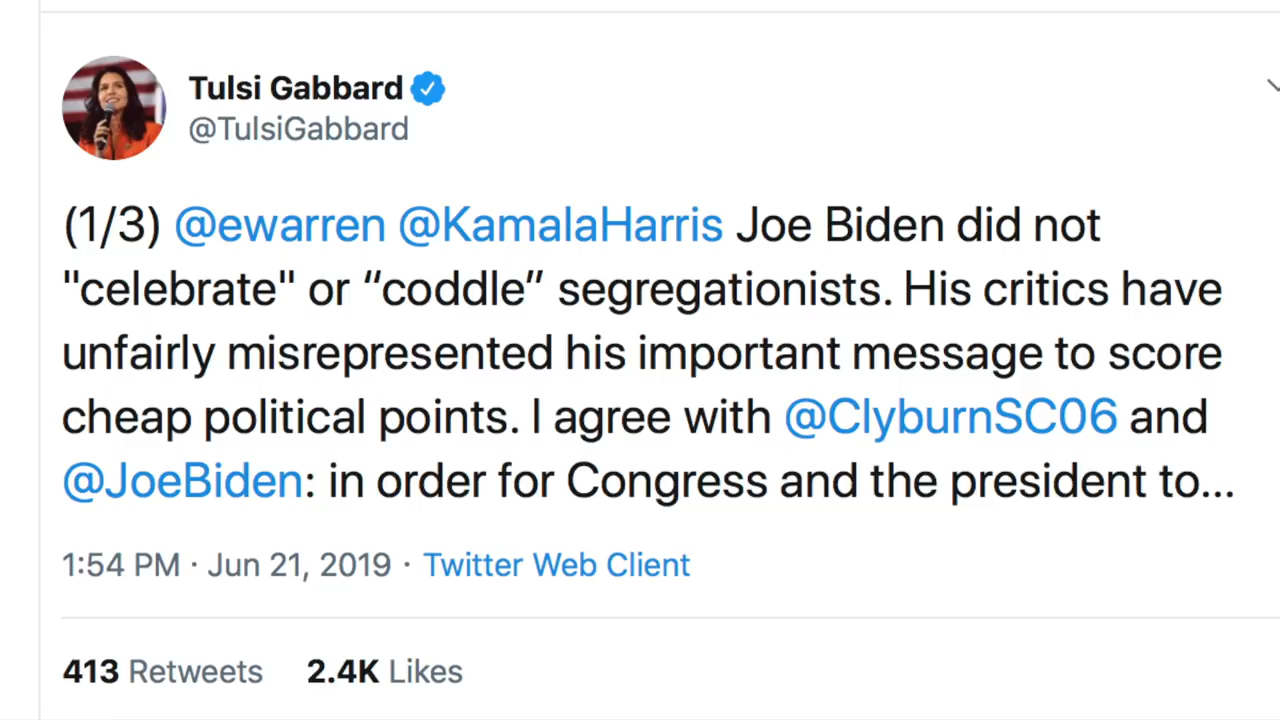 Tulsi Gabbard
@TulsiGabbard
(1/3) @ewarren @KamalaHarris Joe Biden did not
"celebrate" or “coddle” segregationists. His critics have
unfairly misrepresented his important message to score
cheap political points. I agree with @ClyburnSC06 and
@JoeBiden: in order for Congress and the president to...
1:54 PM · Jun 21, 2019 · Twitter Web Client
413 Retweets 2.4K Likes